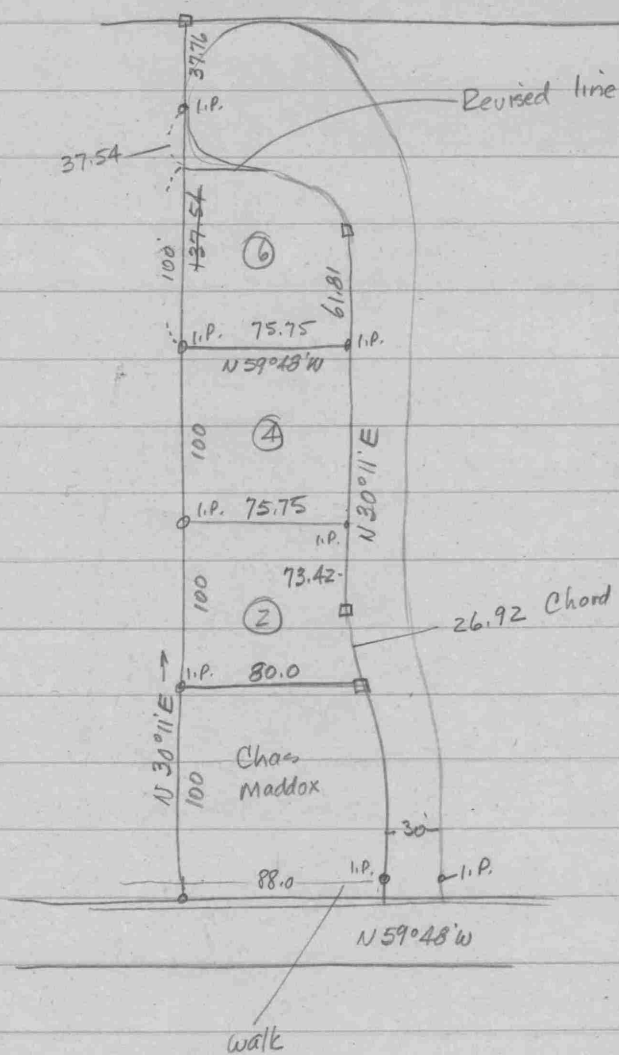 37.76
I.P.
Revised line
37.54
+37.54
100'
6
61.81
I.P. 75.75 I.P.
N 59°48'W
100
4
N 30°11'E
I.P. 75.75
I.P.
73.42
100
2
26.92 Chord
I.P. 80.0
N 30°11'E →
100
Chas
Maddox
30'
88.0 I.P. I.P.
N 59°48'W
walk